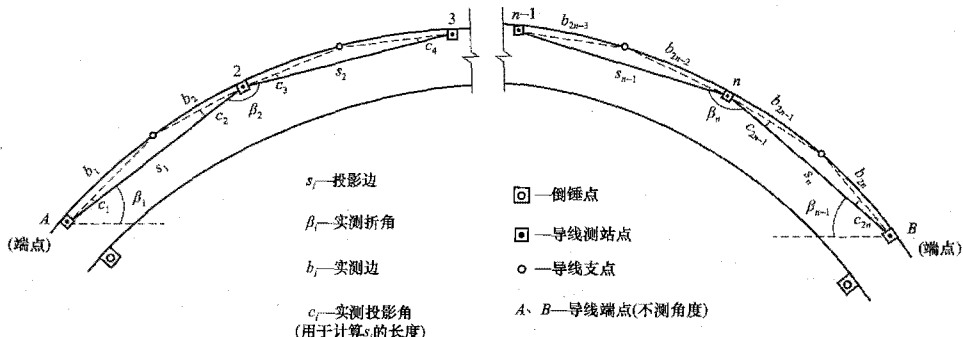 3
n-1
b₂ₙ₋₃
c₄
b₂ₙ₋₂
2
s₂
c₃
sₙ₋₁
n
b₂
β₂
c₂
βₙ
c₂ₙ₋₁
b₂ₙ₋₁
b₁
s₁
sₙ
b₂ₙ
A
c₁
β₁
βₙ₋₁
c₂ₙ
B
(端点)
(端点)
sᵢ—投影边
βᵢ—实测折角
bᵢ—实测边
cᵢ—实测投影角
(用于计算sᵢ的长度)
—倒锤点
—导线测站点
—导线支点
A、B—导线端点(不测角度)